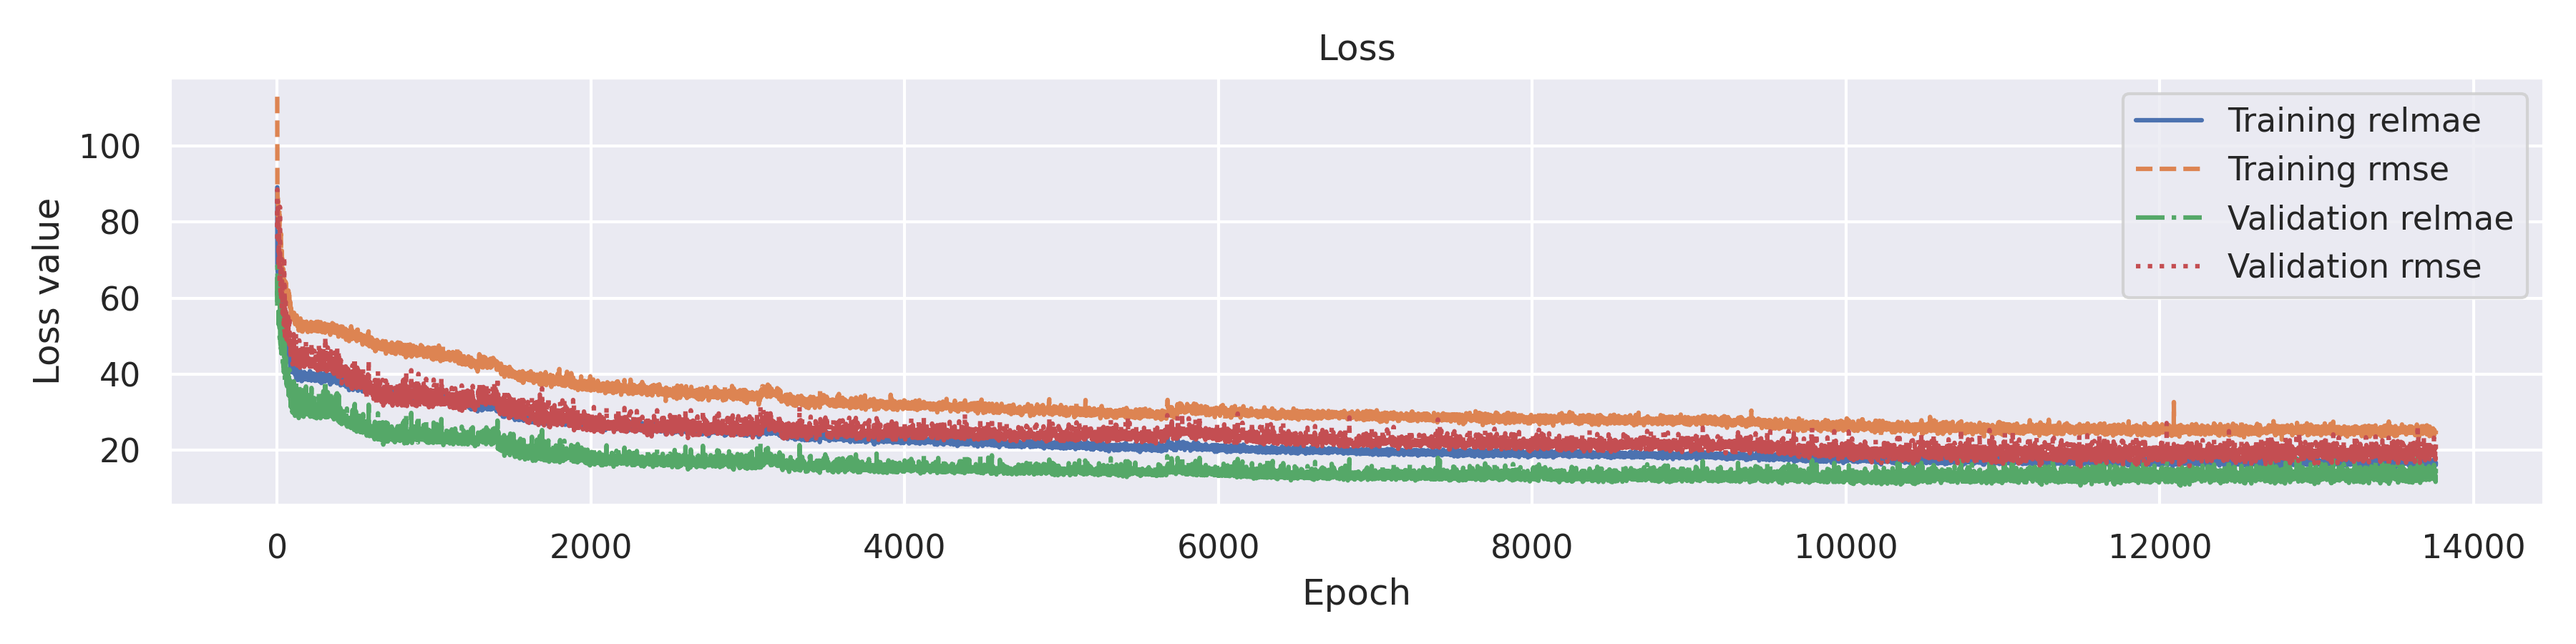 Loss
Loss value
100
80
60
40
20
Training relmae
Training rmse
Validation relmae
Validation rmse
0 2000 4000 6000 8000 10000 12000 14000
Epoch